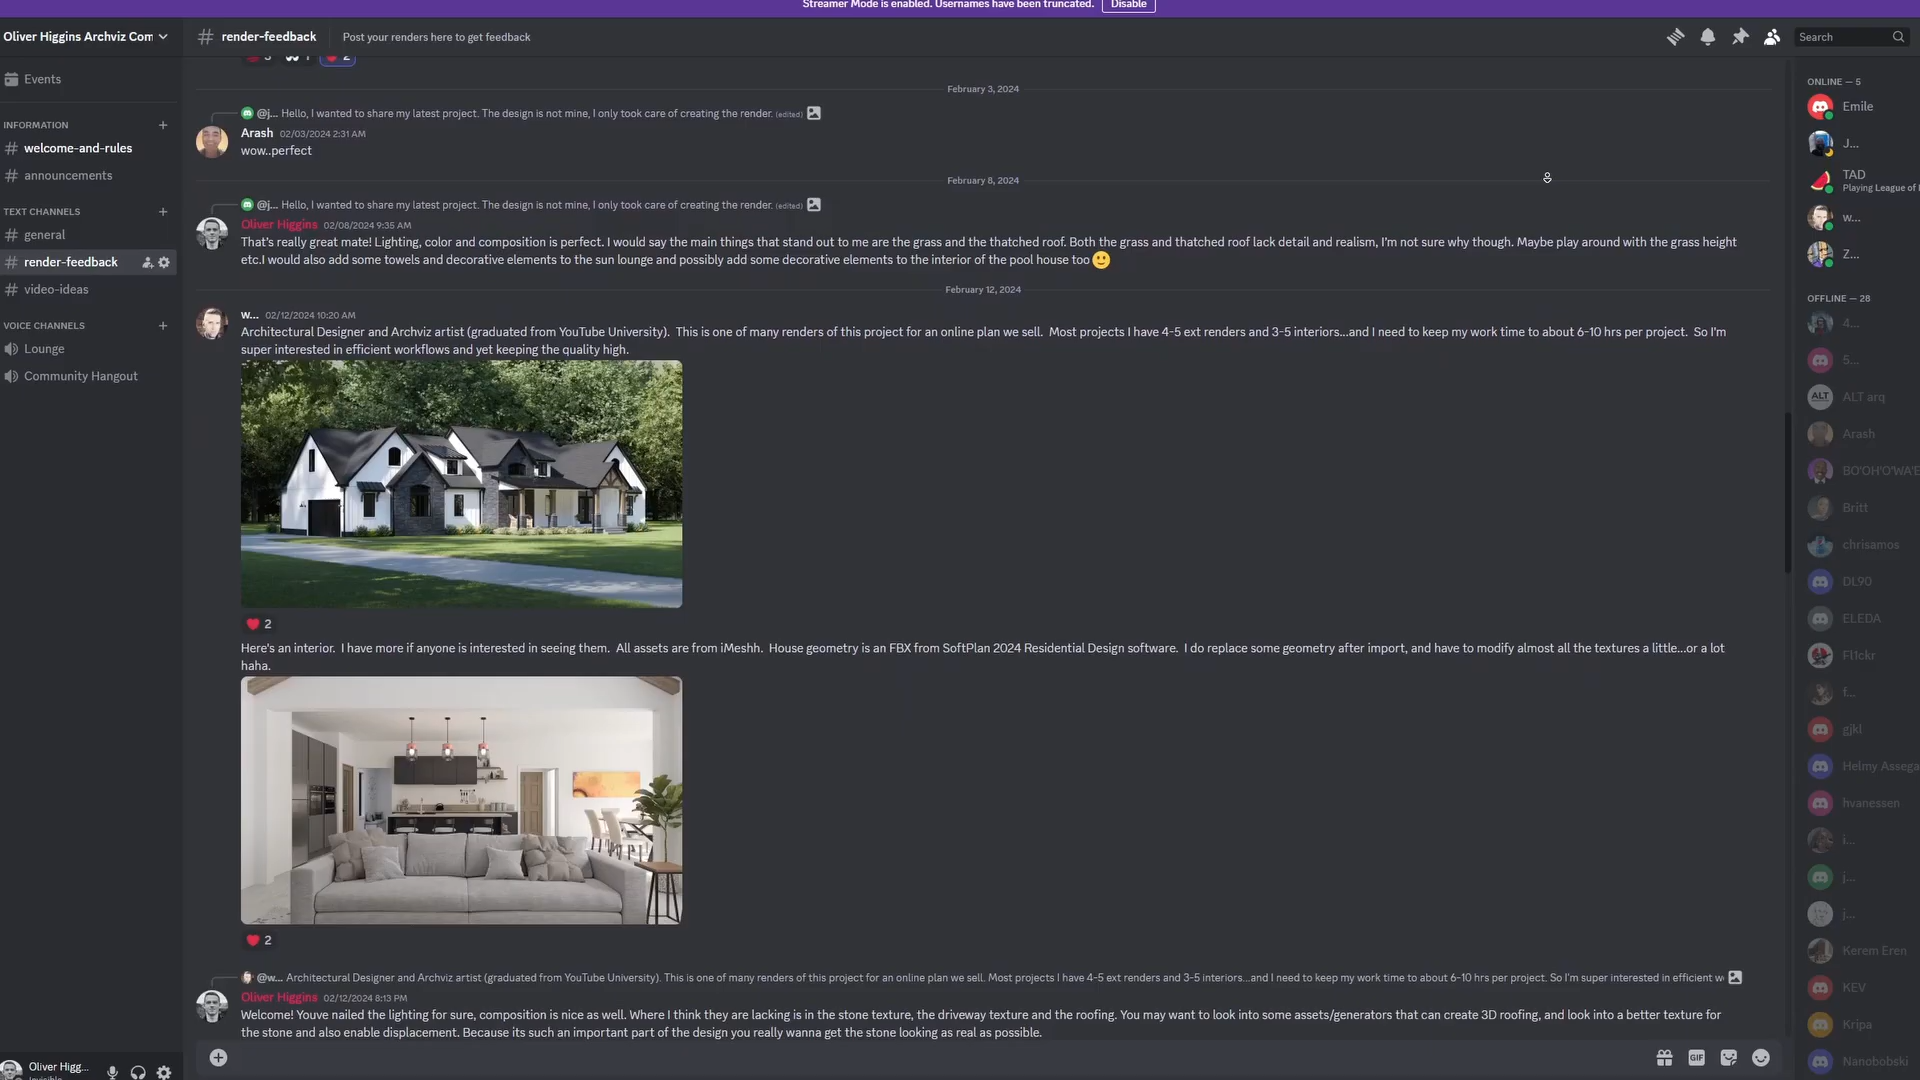 Streamer Mode is enabled. Usernames have been truncated. Disable
Oliver Higgins Archviz Com
Events
INFORMATION
welcome-and-rules
announcements
TEXT CHANNELS
general
render-feedback
video-ideas
VOICE CHANNELS
Lounge
Community Hangout
Oliver Higg...
render-feedback
Post your renders here to get feedback
Search
3 1 2
February 3, 2024
@j... Hello, I wanted to share my latest project. The design is not mine, I only took care of creating the render. (edited)
Arash 02/03/2024 2:31 AM
wow..perfect
February 8, 2024
@j... Hello, I wanted to share my latest project. The design is not mine, I only took care of creating the render. (edited)
Oliver Higgins 02/08/2024 9:35 AM
That's really great mate! Lighting, color and composition is perfect. I would say the main things that stand out to me are the grass and the thatched roof. Both the grass and thatched roof lack detail and realism, I'm not sure why though. Maybe play around with the grass height
etc.I would also add some towels and decorative elements to the sun lounge and possibly add some decorative elements to the interior of the pool house too
February 12, 2024
w... 02/12/2024 10:20 AM
Architectural Designer and Archviz artist (graduated from YouTube University). This is one of many renders of this project for an online plan we sell. Most projects I have 4-5 ext renders and 3-5 interiors...and I need to keep my work time to about 6-10 hrs per project. So I'm
super interested in efficient workflows and yet keeping the quality high.
2
Here's an interior. I have more if anyone is interested in seeing them. All assets are from iMeshh. House geometry is an FBX from SoftPlan 2024 Residential Design software. I do replace some geometry after import, and have to modify almost all the textures a little...or a lot
haha.
2
@w... Architectural Designer and Archviz artist (graduated from YouTube University). This is one of many renders of this project for an online plan we sell. Most projects I have 4-5 ext renders and 3-5 interiors...and I need to keep my work time to about 6-10 hrs per project. So I'm super interested in efficient w
Oliver Higgins 02/12/2024 8:13 PM
Welcome! Youve nailed the lighting for sure, composition is nice as well. Where I think they are lacking is in the stone texture, the driveway texture and the roofing. You may want to look into some assets/generators that can create 3D roofing, and look into a better texture for
the stone and also enable displacement. Because its such an important part of the design you really wanna get the stone looking as real as possible.
GIF
ONLINE — 5
Emile
J...
TAD
Playing League of
w...
Z...
OFFLINE — 28
4...
5...
ALT
ALT arq
Arash
BO'OH'O'WA'E
Britt
chrisamos
DL90
ELEDA
Fl1ckr
f...
gjkl
Helmy Assega
hvanessen
i...
j...
j...
Kerem Eren
KEV
Kripa
Nanobobski